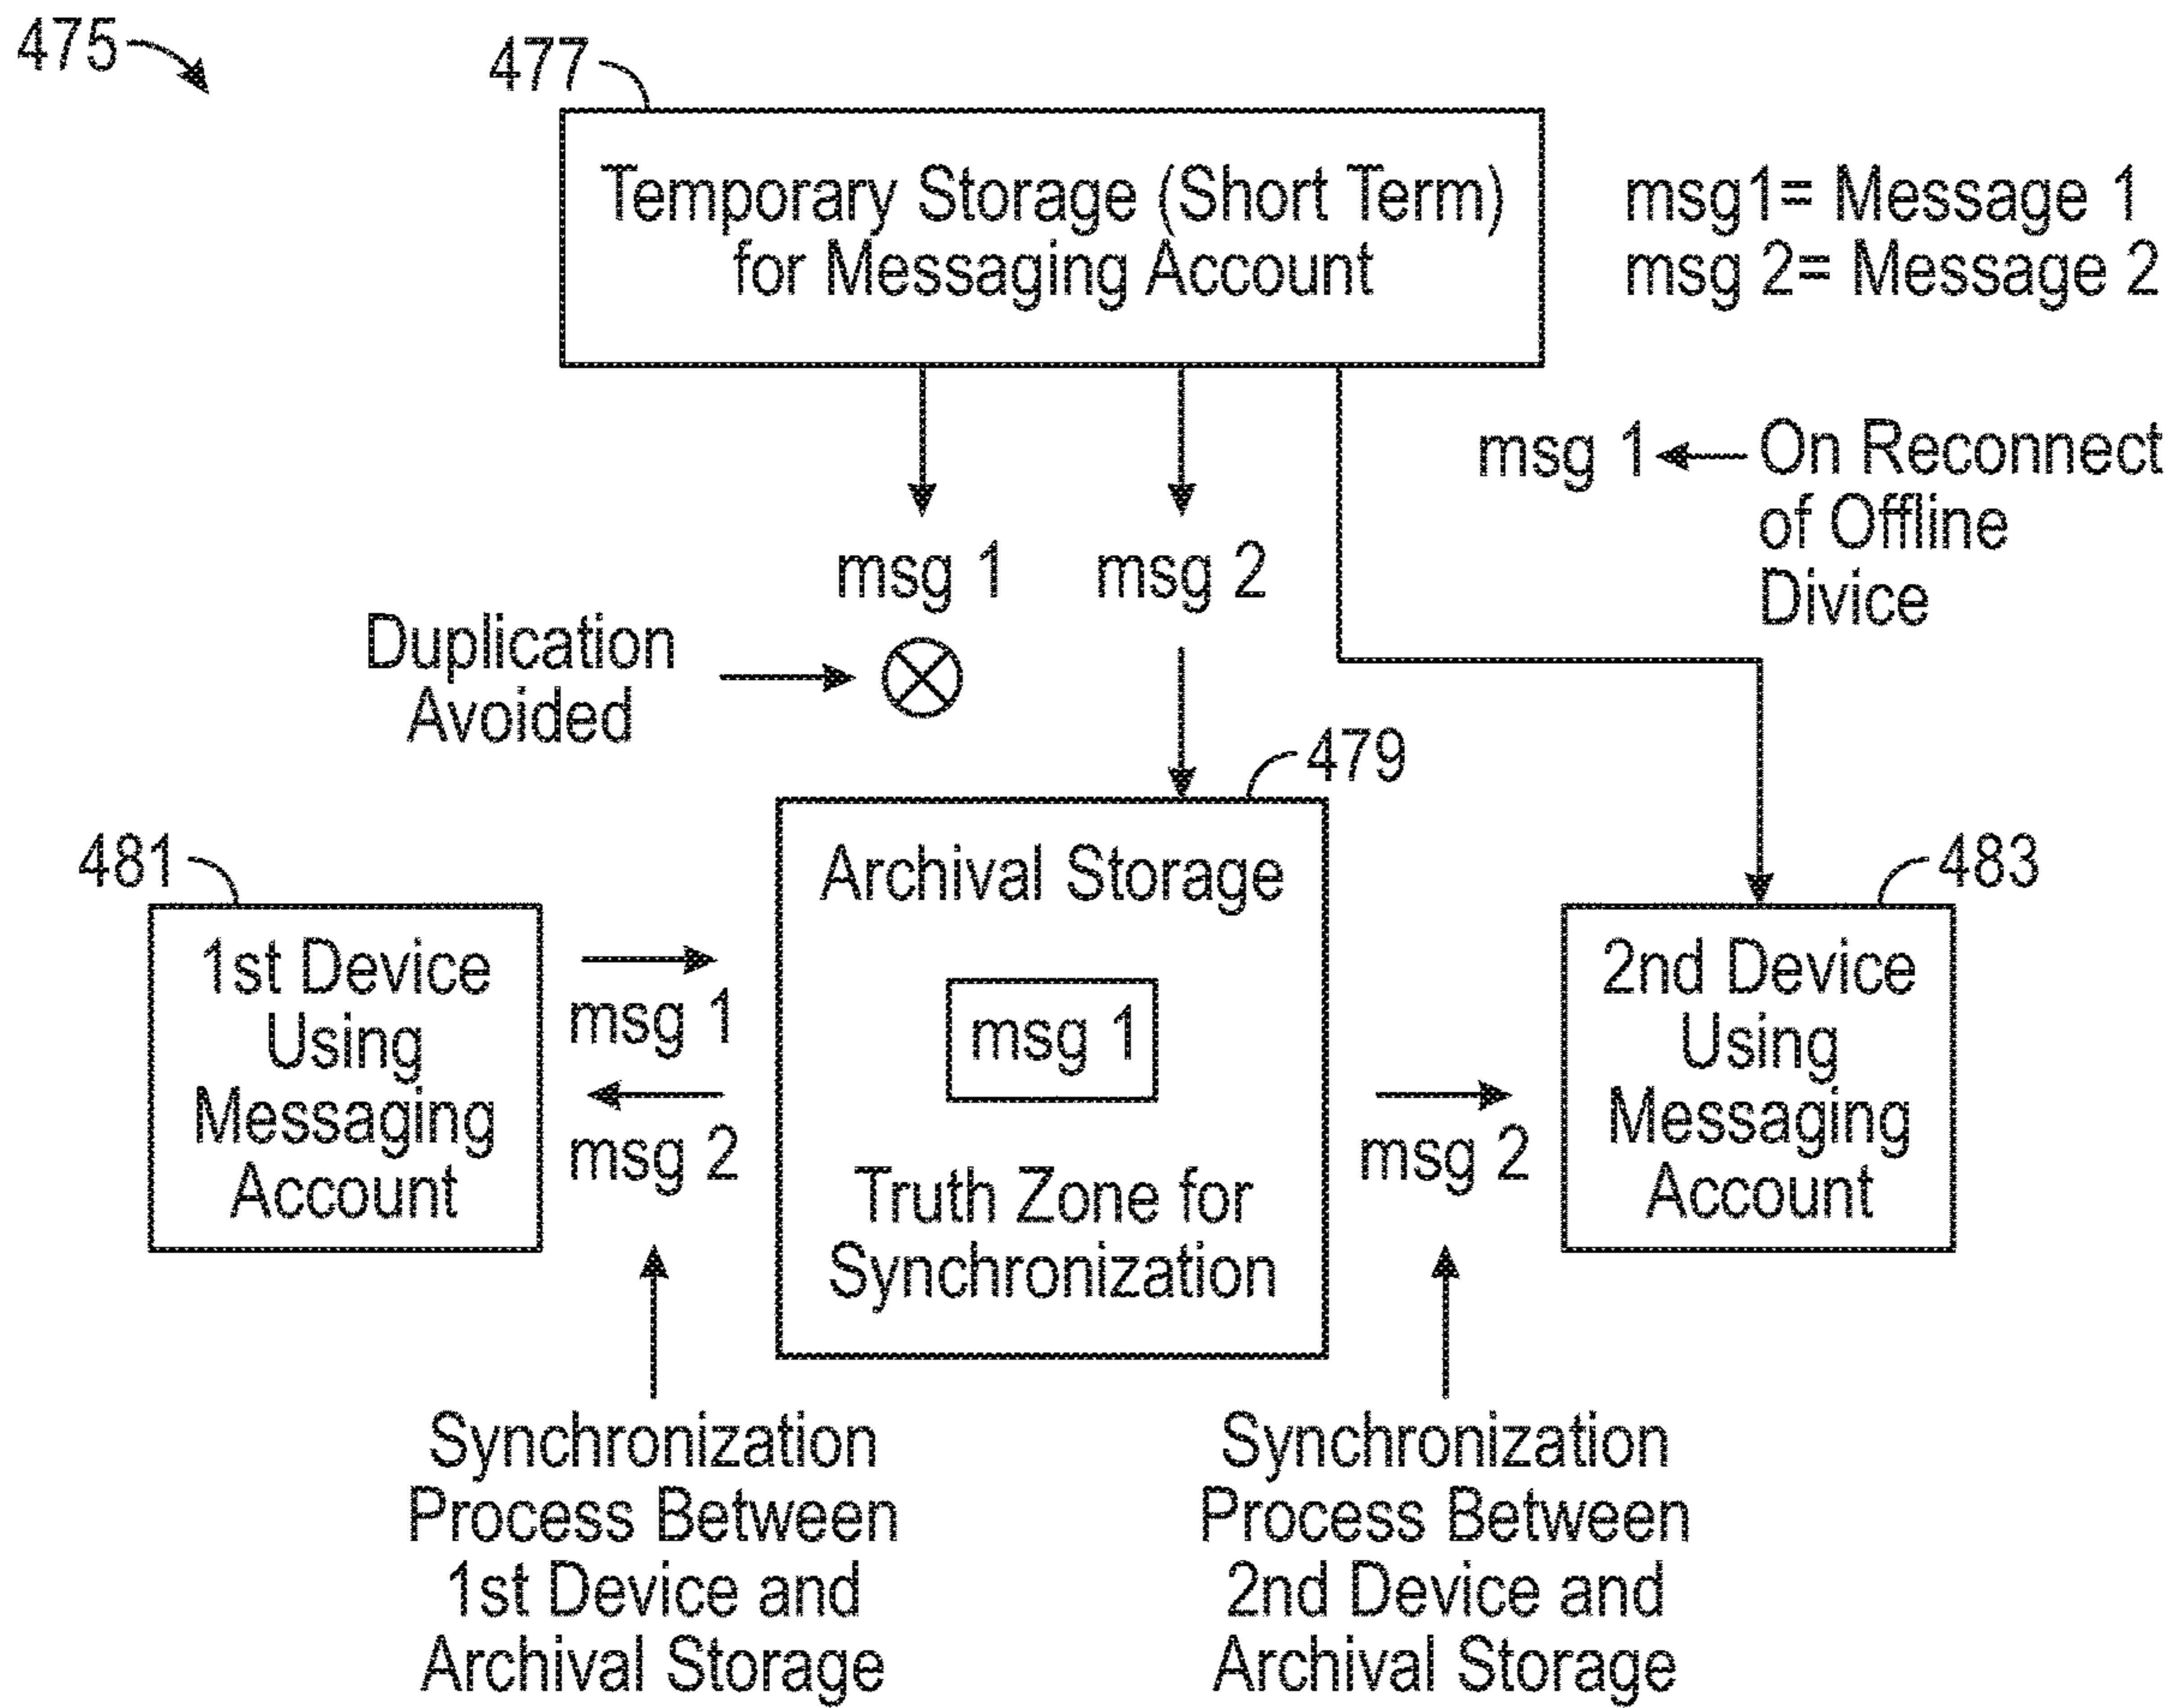 475
477
Temporary Storage (Short Term)
for Messaging Account
msg1= Message 1
msg 2= Message 2
msg 1
On Reconnect
of Offline
Divice
msg 1
msg 2
Duplication
Avoided
479
Archival Storage
msg 1
Truth Zone for
Synchronization
481
1st Device
Using
Messaging
Account
msg 1
msg 2
483
2nd Device
Using
Messaging
Account
msg 2
Synchronization
Process Between
1st Device and
Archival Storage
Synchronization
Process Between
2nd Device and
Archival Storage